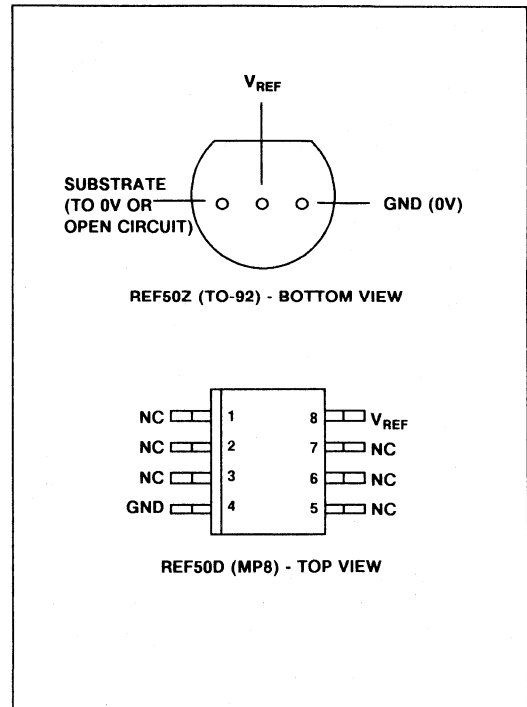 VREF
SUBSTRATE
(TO 0V OR
OPEN CIRCUIT)
GND (0V)
REF50Z (TO-92) - BOTTOM VIEW
NC 1 8 VREF
NC 2 7 NC
NC 3 6 NC
GND 4 5 NC
REF50D (MP8) - TOP VIEW